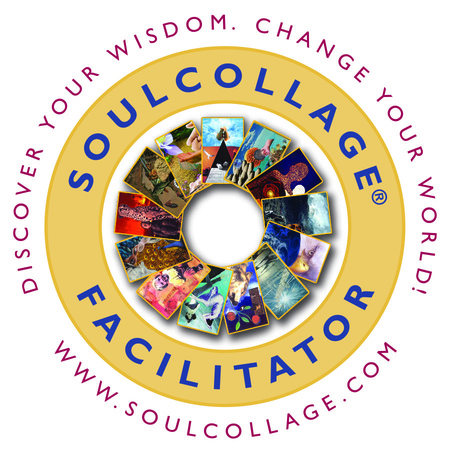 DISCOVER YOUR WISDOM. CHANGE YOUR WORLD!
SOULCOLLAGE®
FACILITATOR
WWW.SOULCOLLAGE.COM